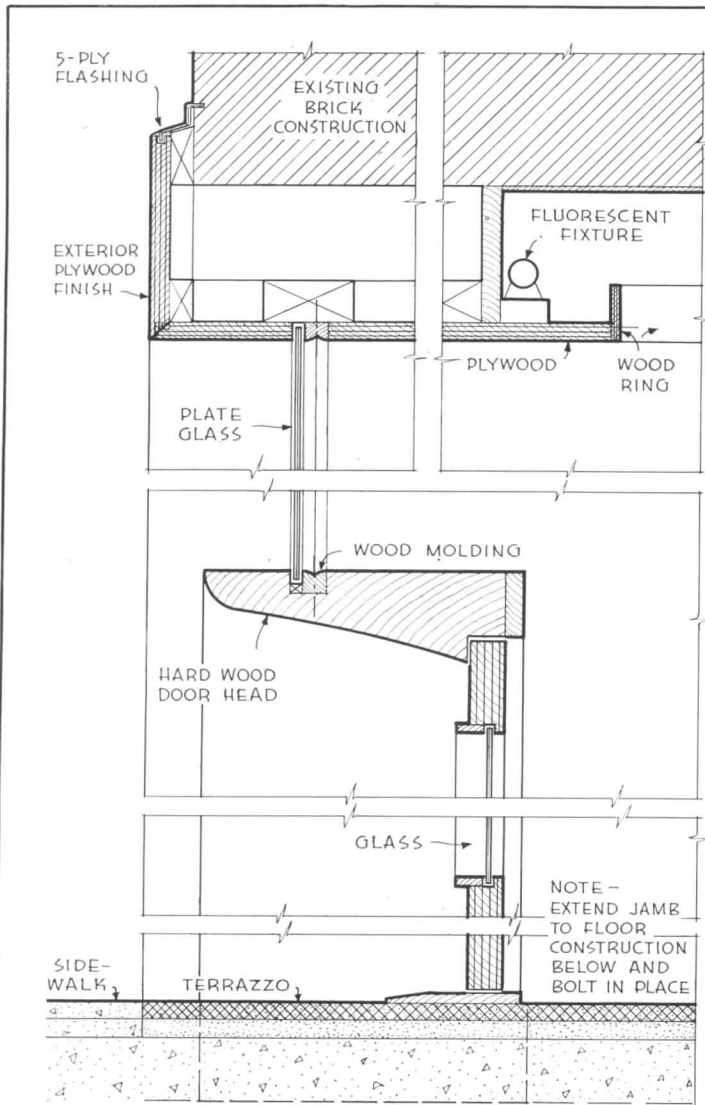 5-PLY
FLASHING
EXISTING
BRICK
CONSTRUCTION
FLUORESCENT
FIXTURE
EXTERIOR
PLYWOOD
FINISH
PLYWOOD
WOOD
RING
PLATE
GLASS
WOOD MOLDING
HARD WOOD
DOOR HEAD
GLASS
NOTE –
EXTEND JAMB
TO FLOOR
CONSTRUCTION
BELOW AND
BOLT IN PLACE
SIDE-
WALK
TERRAZZO